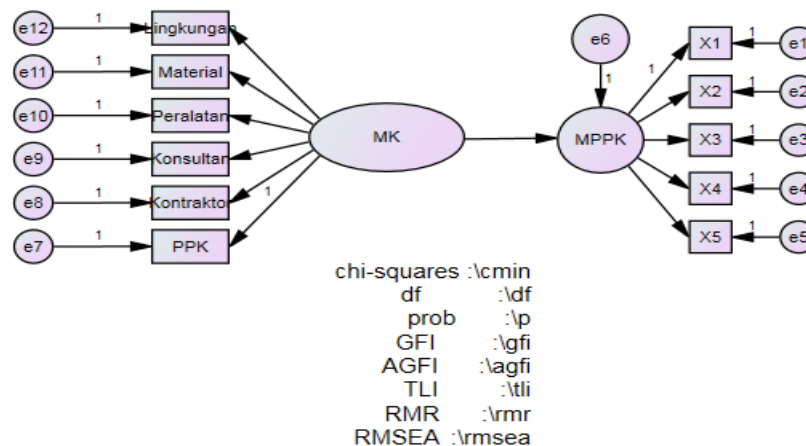 e12 1 Lingkungan
e11 1 Material
e10 1 Peralatan
e9 1 Konsultan
e8 1 Kontraktor
e7 1 PPK
1
MK
e6
1
MPPK
1
X1 1 e1
X2 1 e2
X3 1 e3
X4 1 e4
X5 1 e5
chi-squares :\cmin
df :\df
prob :\p
GFI :\gfi
AGFI :\agfi
TLI :\tli
RMR :\rmr
RMSEA :\rmsea